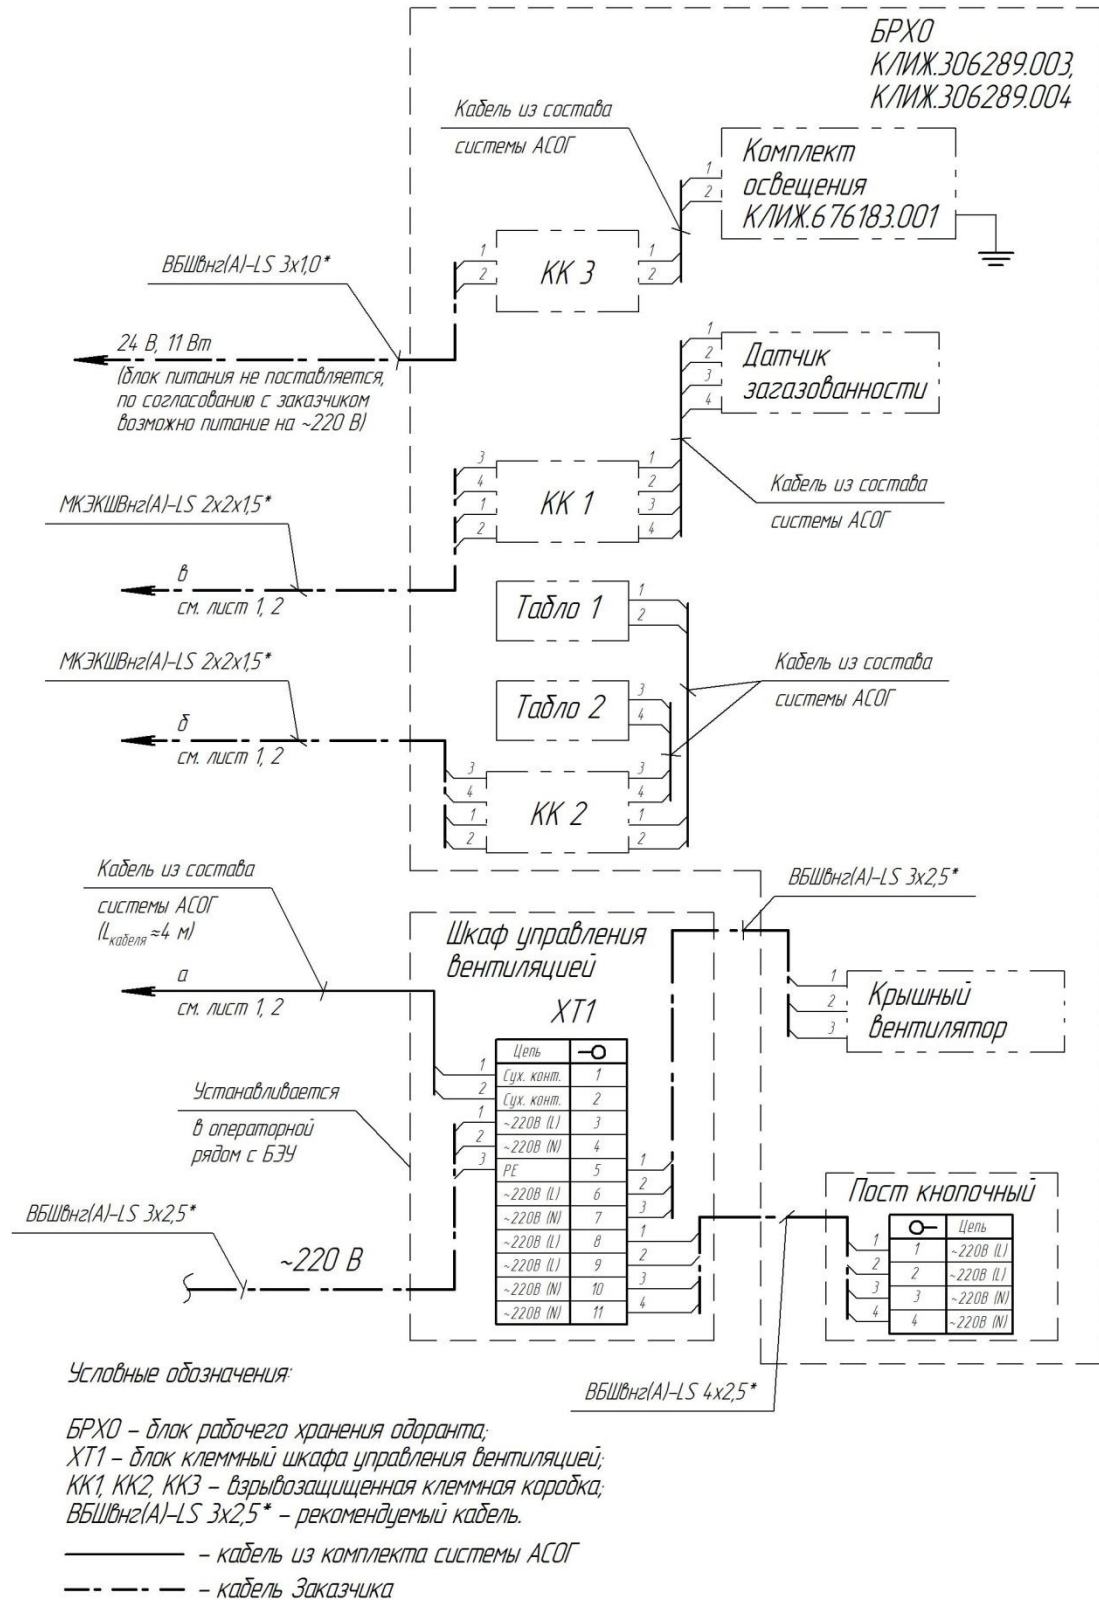 БРХО
КЛИЖ.306289.003,
КЛИЖ.306289.004
Кабель из состава
системы АСОГ
1
2
Комплект
освещения
КЛИЖ.676183.001
ВБШвнг(А)-LS 3х1,0*
1
2
КК 3
1
2
24 В, 11 Вт
(блок питания не поставляется,
по согласованию с заказчиком
возможно питание на ~220 В)
1
2
3
4
Датчик
загазованности
МКЭКШВнг(А)-LS 2х2х1,5*
3
4
1
2
КК 1
1
2
3
4
Кабель из состава
системы АСОГ
в
см. лист 1, 2
Табло 1
1
2
МКЭКШВнг(А)-LS 2х2х1,5*
Табло 2
3
4
Кабель из состава
системы АСОГ
б
см. лист 1, 2
3
4
1
2
КК 2
3
4
1
2
Кабель из состава
системы АСОГ
(Lкабеля ≈4 м)
ВБШвнг(А)-LS 3х2,5*
Шкаф управления
вентиляцией
а
см. лист 1, 2
1
2
3
Крышный
вентилятор
ХТ1
Цепь
1 Сух. конт. 1
2 Сух. конт. 2
1 ~220В (L) 3
2 ~220В (N) 4
3 PE 5 1
~220В (L) 6 2
~220В (N) 7 3
~220В (L) 8 1
~220В (L) 9 2
~220В (N) 10 3
~220В (N) 11 4
Устанавливается
в операторной
рядом с БЭУ
ВБШвнг(А)-LS 3х2,5*
~220 В
Пост кнопочный
Цепь
1 1 ~220В (L)
2 2 ~220В (L)
3 3 ~220В (N)
4 4 ~220В (N)
ВБШвнг(А)-LS 4х2,5*
Условные обозначения:
БРХО – блок рабочего хранения одоранта;
ХТ1 – блок клеммный шкафа управления вентиляцией;
КК1, КК2, КК3 – взрывозащищенная клеммная коробка;
ВБШвнг(А)-LS 3х2,5* – рекомендуемый кабель.
– кабель из комплекта системы АСОГ
– кабель Заказчика